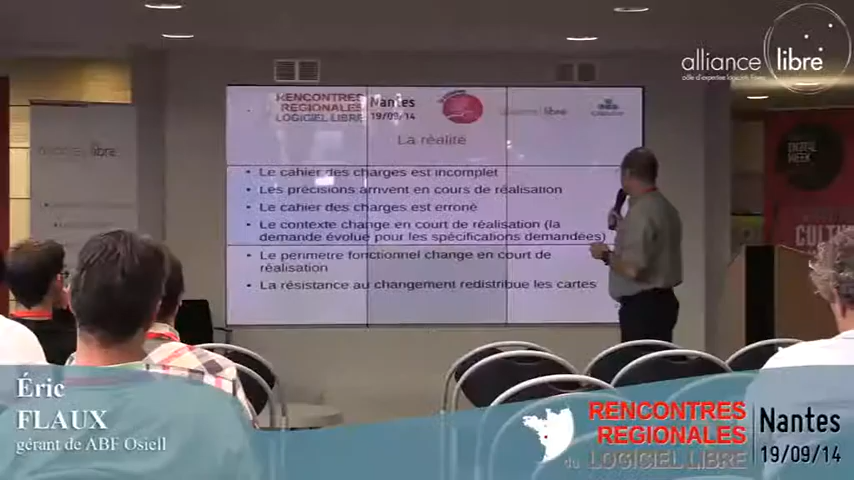 alliance libre
RENCONTRES
REGIONALES
LOGICIEL LIBRE
Nantes
19/09/14
La réalité
• Le cahier des charges est incomplet
• Les précisions arrivent en cours de réalisation
• Le cahier des charges est erroné
• Le contexte change en court de réalisation (la
demande évolue pour les spécifications demandées)
• Le périmètre fonctionnel change en court de
réalisation
• La résistance au changement redistribue les cartes
DIGITAL
WEEK
Éric
FLAUX
gérant de ABF Osiell
RENCONTRES
REGIONALES
du LOGICIEL LIBRE
Nantes
19/09/14